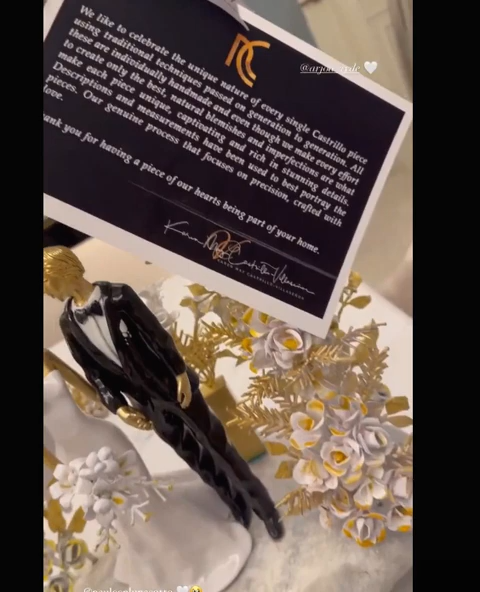 We like to celebrate the unique nature of every single Castrillo piece
using traditional techniques passed on generation to generation. All
these are individually handmade and even though we make every effort
to create only the best, natural blemishes and imperfections are what
make each piece unique, captivating and rich in stunning details.
Descriptions and measurements have been used to best portray the
pieces. Our genuine process that focuses on precision, crafted with
love.
ank you for having a piece of our hearts being part of your home.